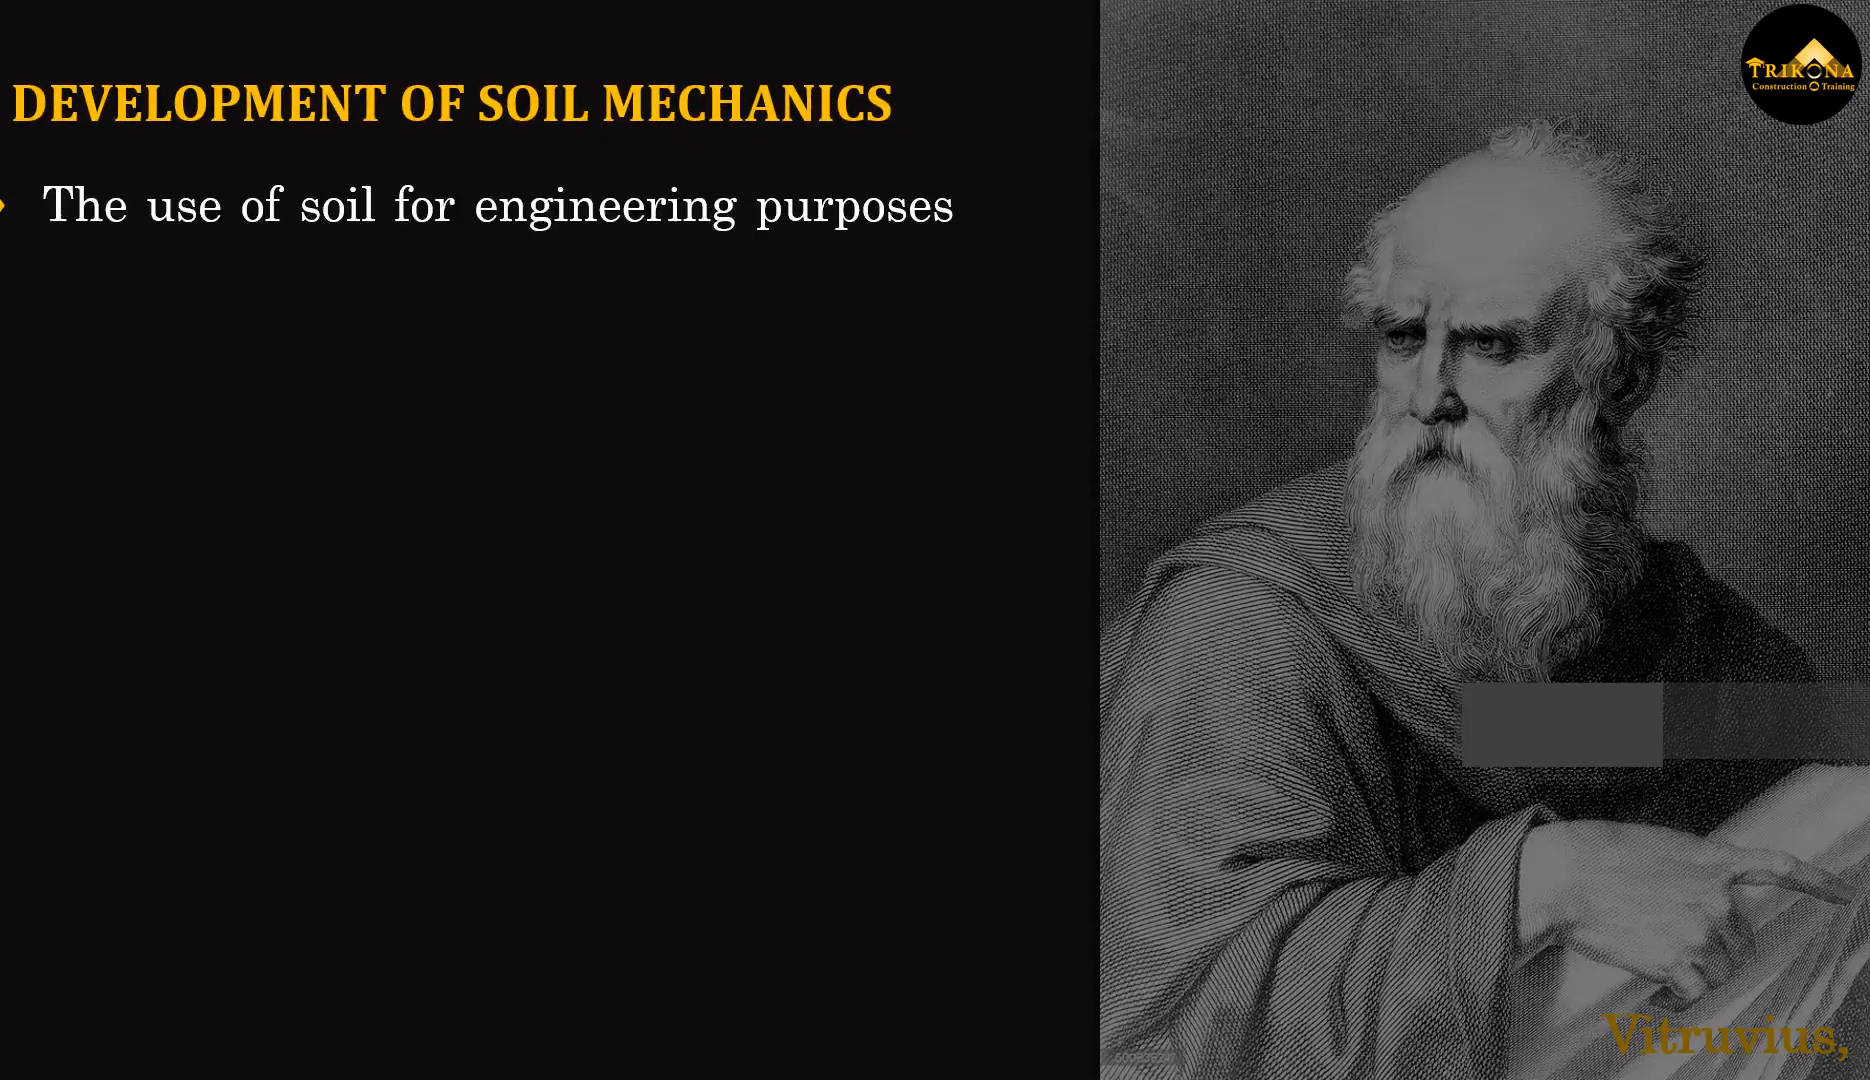 DEVELOPMENT OF SOIL MECHANICS
The use of soil for engineering purposes
TRIKONA
Construction Training
Vitruvius,